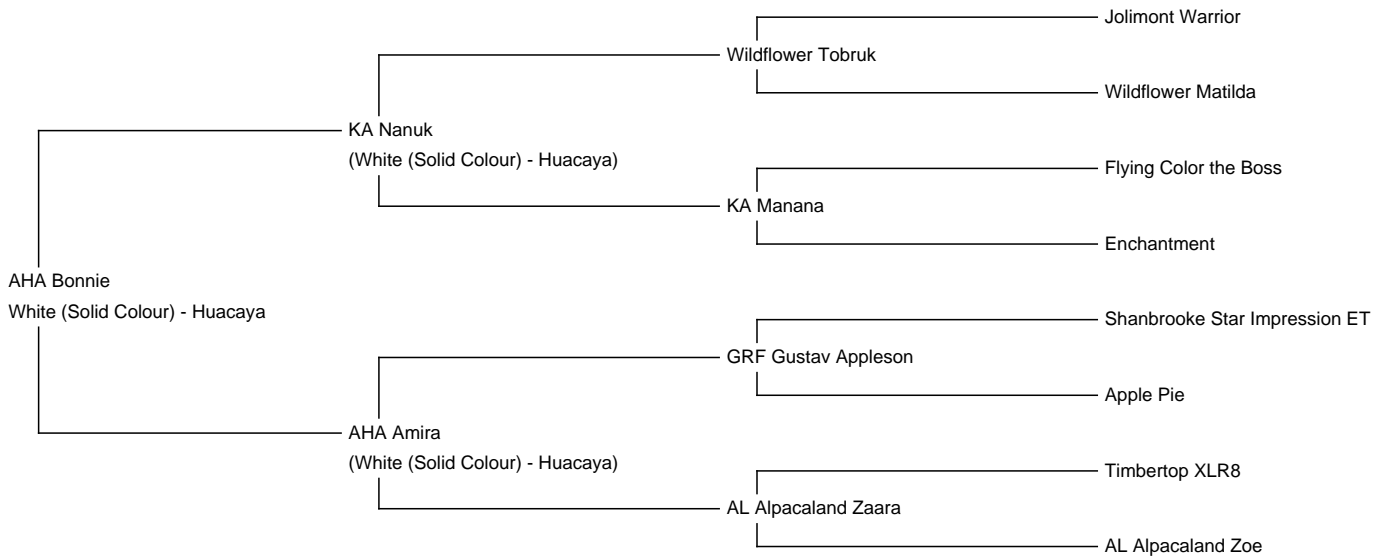 Jolimont Warrior
Wildflower Tobruk
Wildflower Matilda
KA Nanuk
(White (Solid Colour) - Huacaya)
Flying Color the Boss
KA Manana
Enchantment
AHA Bonnie
White (Solid Colour) - Huacaya
Shanbrooke Star Impression ET
GRF Gustav Appleson
Apple Pie
AHA Amira
(White (Solid Colour) - Huacaya)
Timbertop XLR8
AL Alpacaland Zaara
AL Alpacaland Zoe